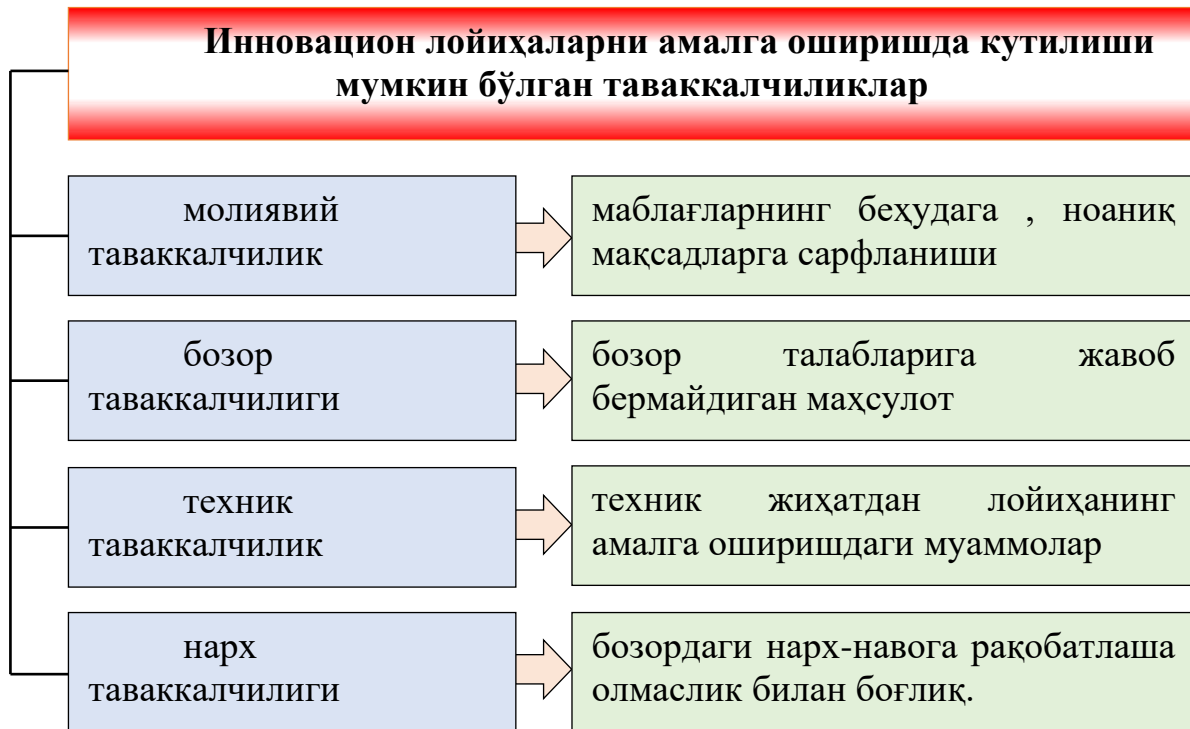 Инновацион лойиҳаларни амалга оширишда кутилиши
мумкин бўлган таваккалчиликлар
молиявий
таваккалчилик
маблағларнинг беҳудага , ноаниқ
мақсадларга сарфланиши
бозор
таваккалчилиги
бозор талабларига жавоб
бермайдиган маҳсулот
техник
таваккалчилик
техник жиҳатдан лойиҳанинг
амалга оширишдаги муаммолар
нарх
таваккалчилиги
бозордаги нарх-навога рақобатлаша
олмаслик билан боғлиқ.